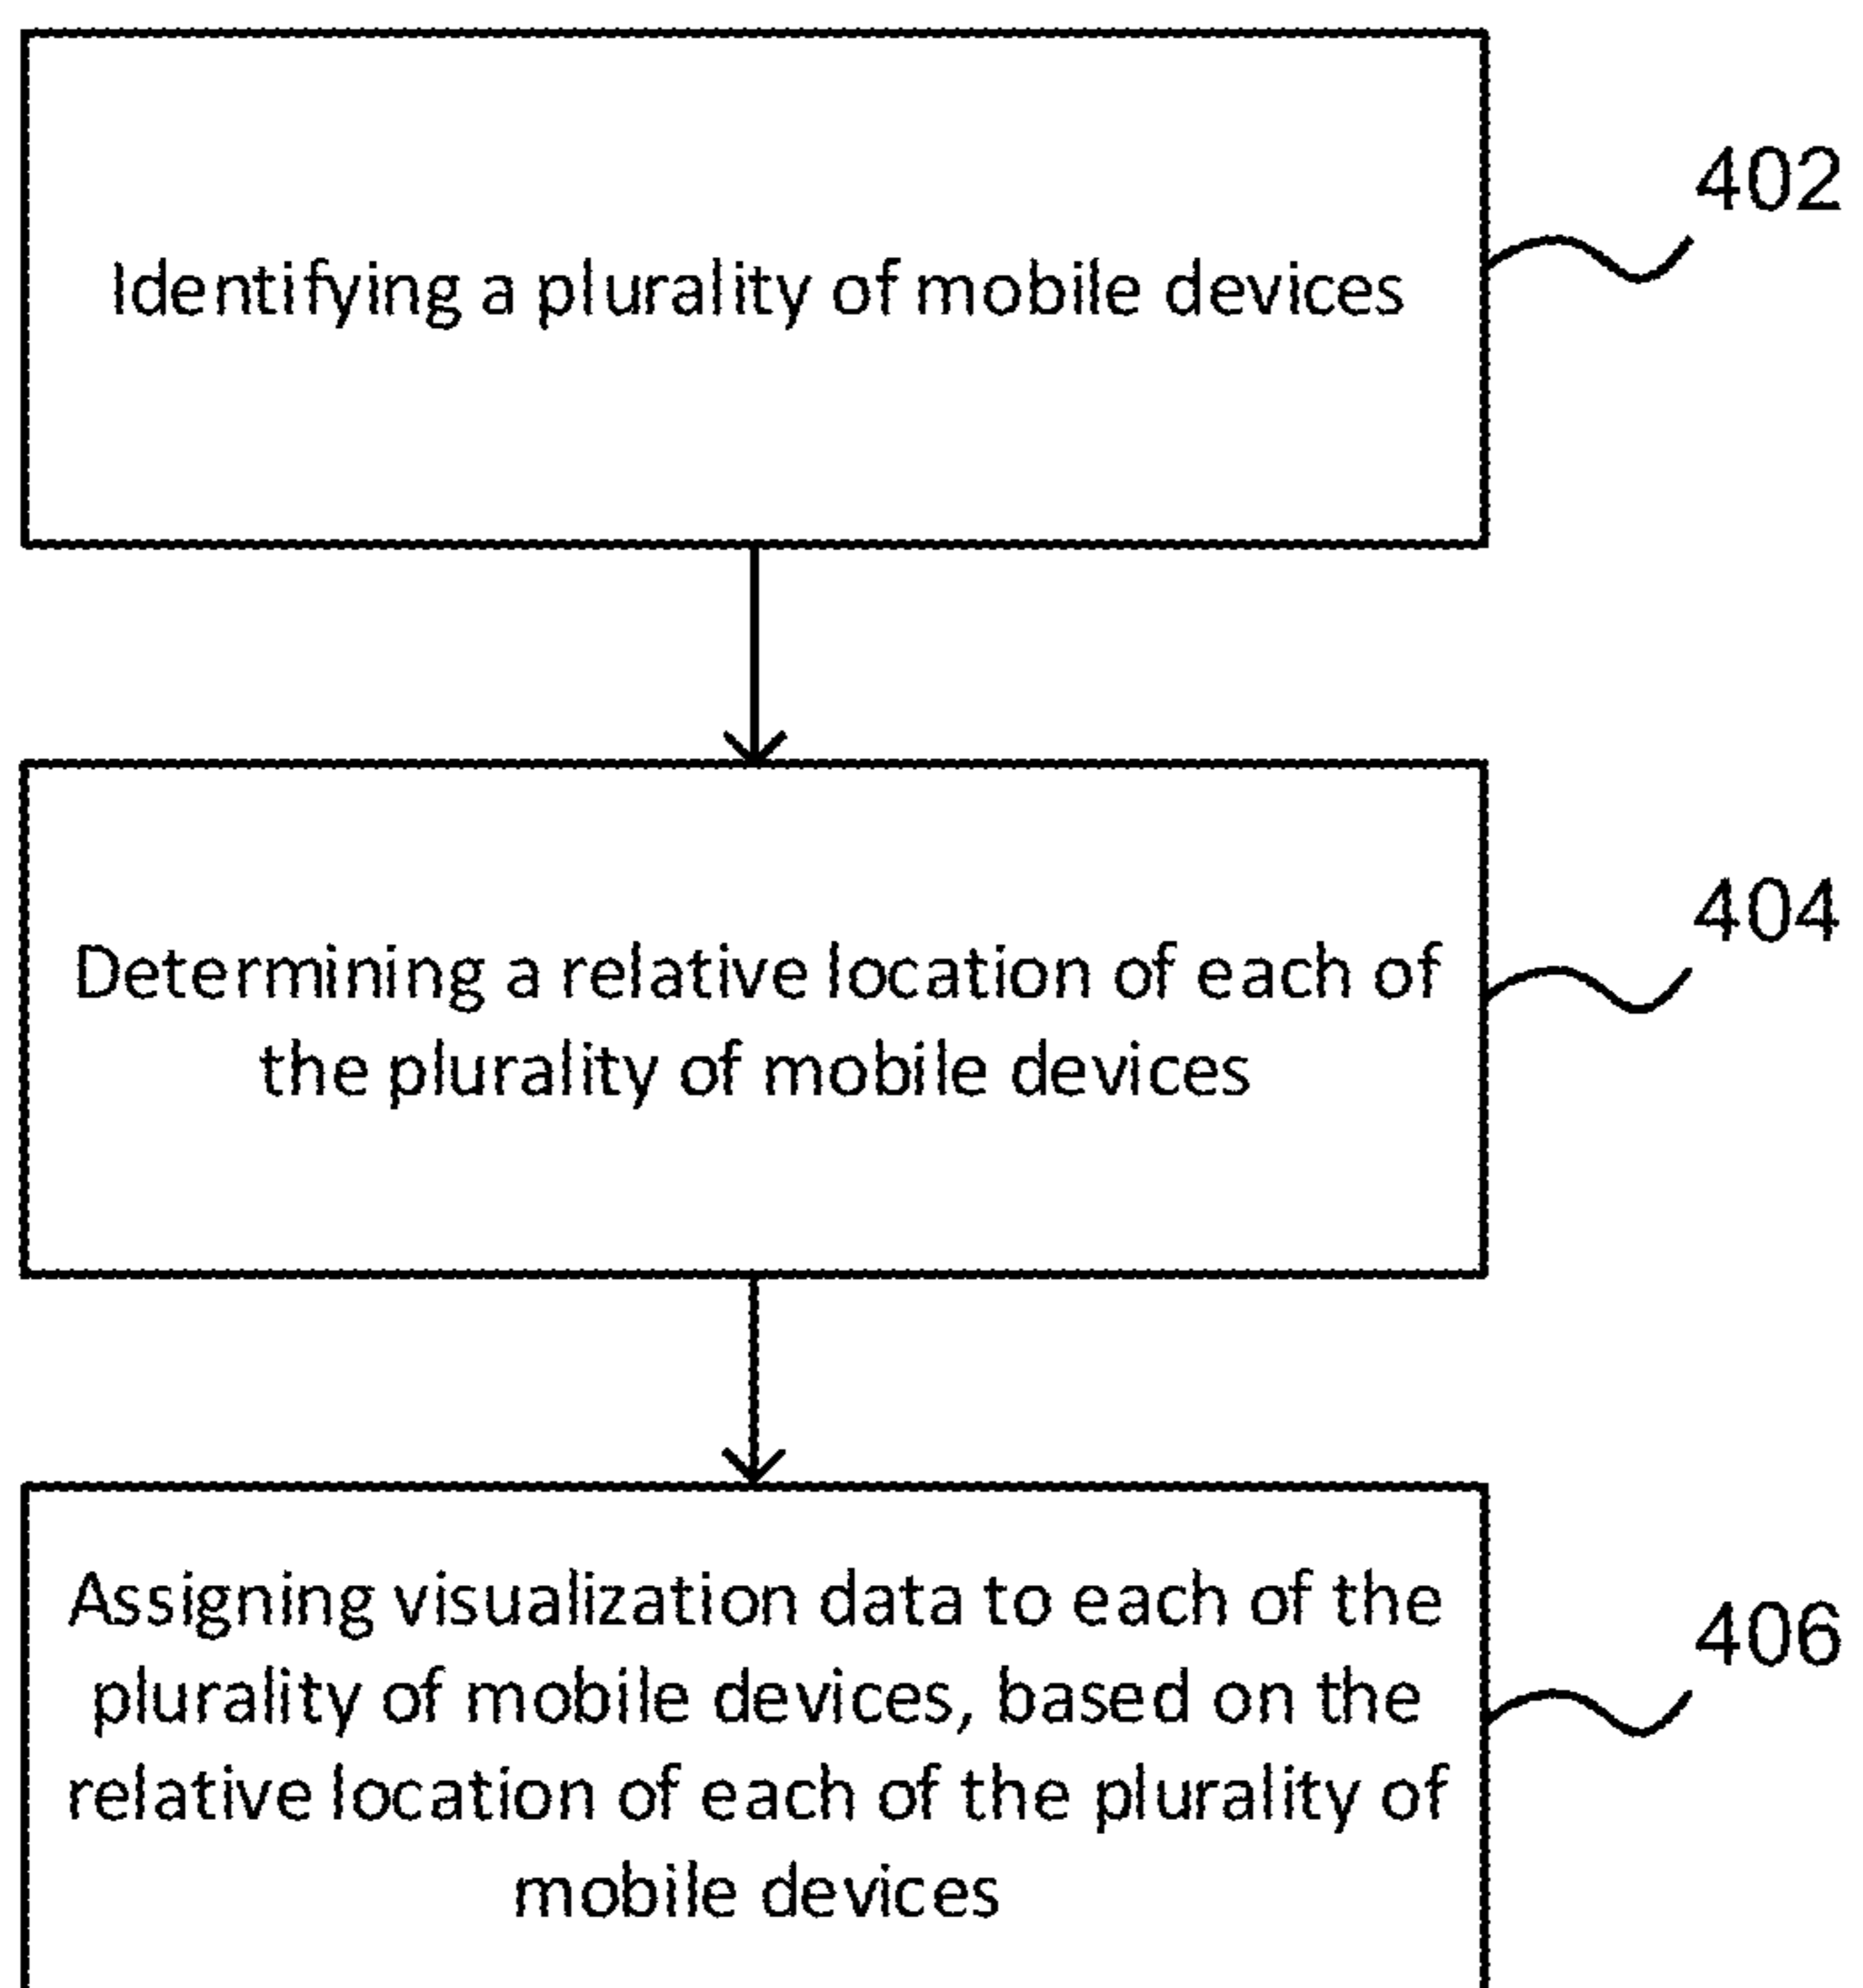 402
Identifying a plurality of mobile devices
404
Determining a relative location of each of
the plurality of mobile devices
Assigning visualization data to each of the
406
plurality of mobile devices, based on the
relative location of each of the plurality of
mobile devices